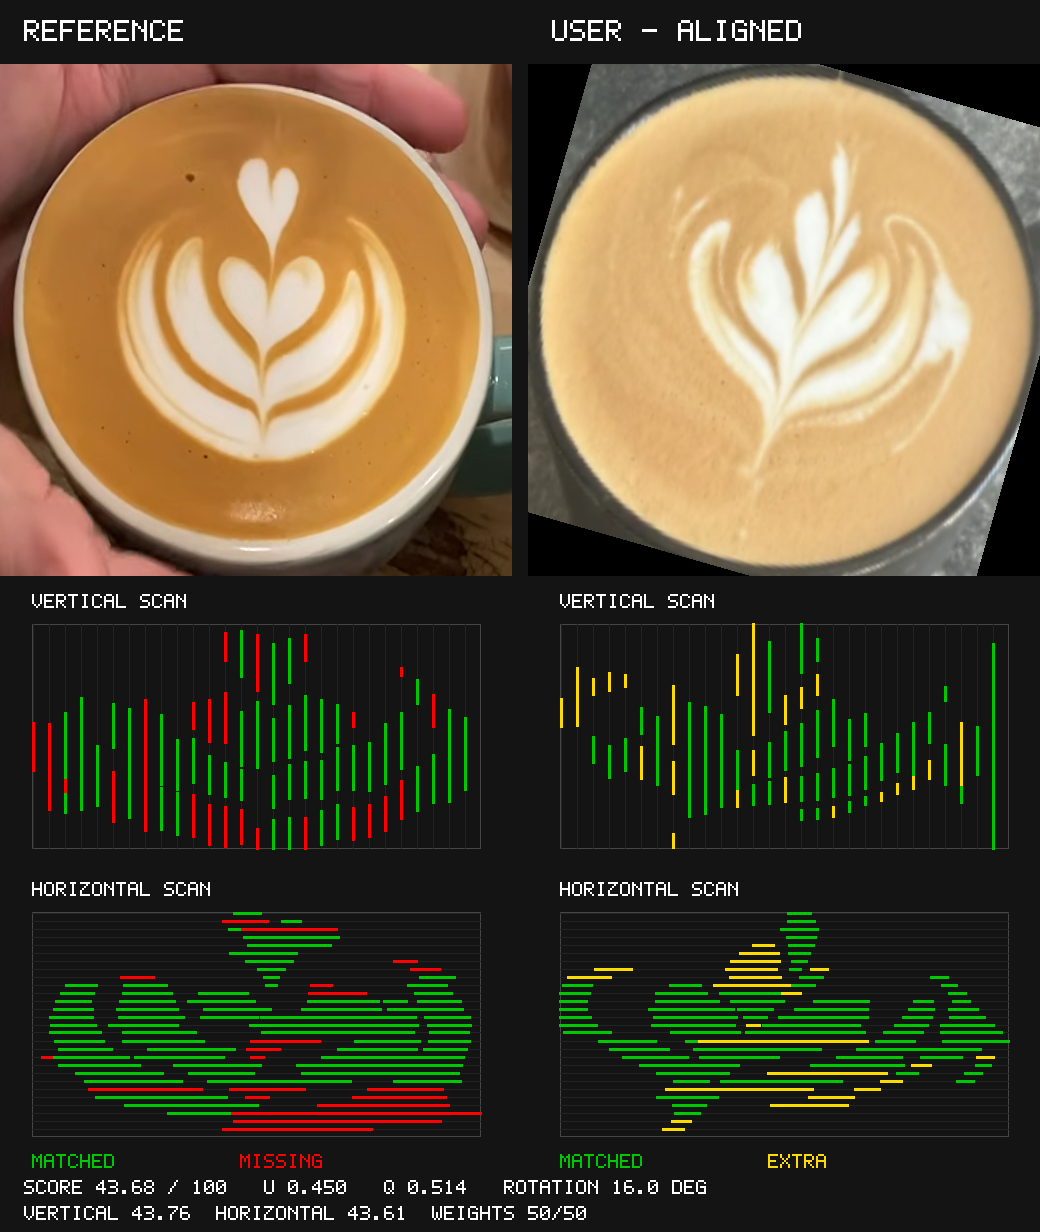 REFERENCE
USER - ALIGNED
VERTICAL SCAN
VERTICAL SCAN
HORIZONTAL SCAN
HORIZONTAL SCAN
MATCHED MISSING
MATCHED EXTRA
SCORE 43.68 / 100 U 0.450 Q 0.514 ROTATION 16.0 DEG
VERTICAL 43.76 HORIZONTAL 43.61 WEIGHTS 50/50